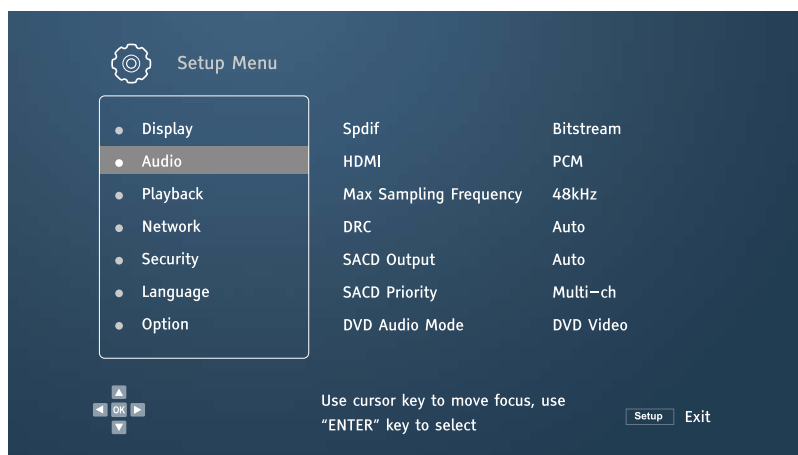 Setup Menu
Display
Audio
Playback
Network
Security
Language
Option
Spdif Bitstream
HDMI PCM
Max Sampling Frequency 48kHz
DRC Auto
SACD Output Auto
SACD Priority Multi-ch
DVD Audio Mode DVD Video
OK
Use cursor key to move focus, use
"ENTER" key to select
Setup Exit